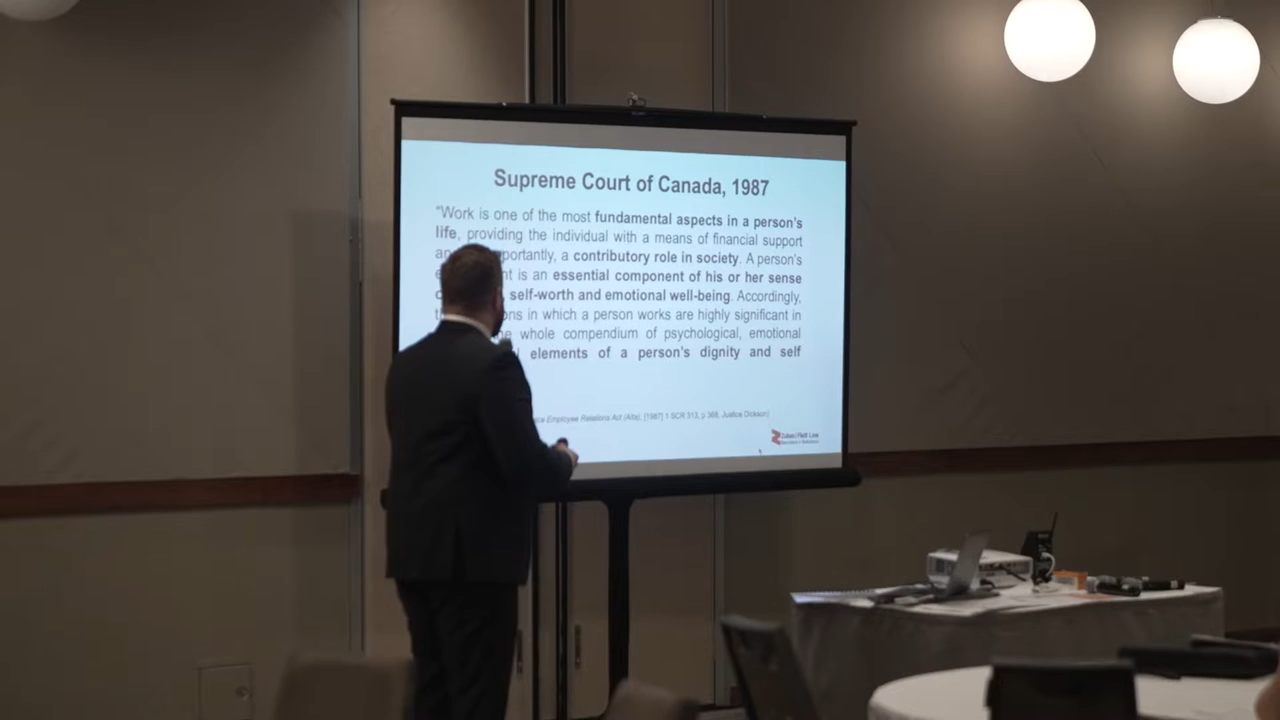 Supreme Court of Canada, 1987
“Work is one of the most fundamental aspects in a person's
life, providing the individual with a means of financial support
portantly, a contributory role in society. A person's
is an essential component of his or her sense
self-worth and emotional well-being. Accordingly,
in which a person works are highly significant in
whole compendium of psychological, emotional
elements of a person's dignity and self
Employee Relations Act (Alta), [1987] 1 SCR 313, p 368, Justice Dickson)
Law